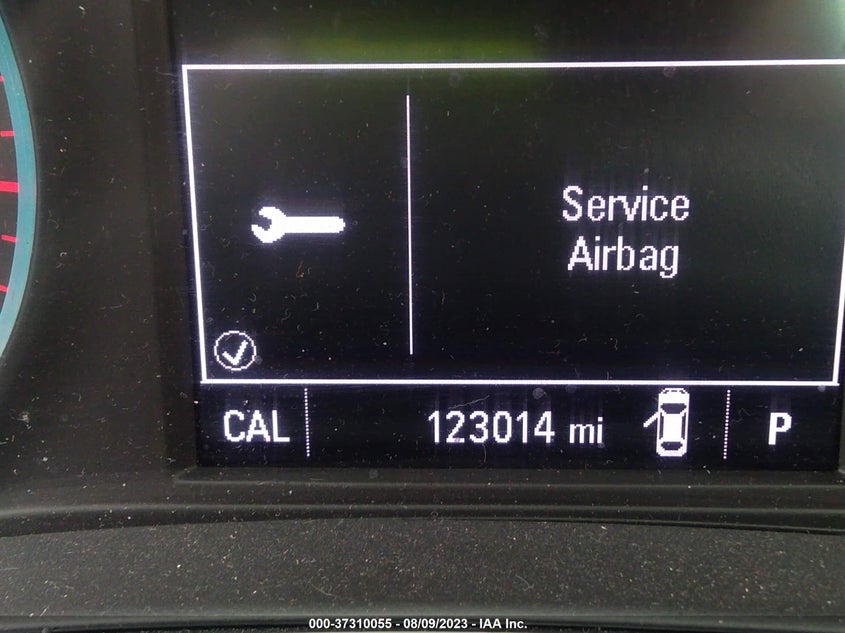 Service
Airbag
CAL 123014 mi P
000-37310055 - 08/09/2023 - IAA Inc.